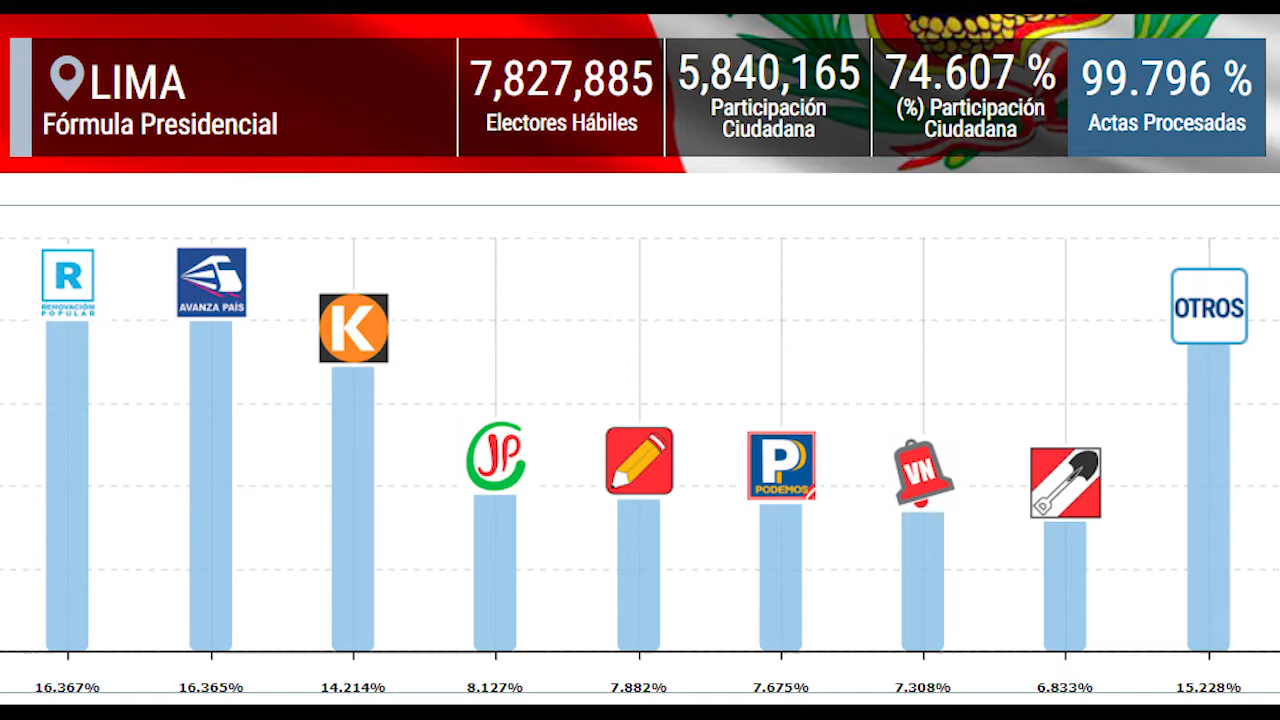 LIMA
Fórmula Presidencial
7,827,885
Electores Hábiles
5,840,165
Participación
Ciudadana
74.607 %
(%) Participación
Ciudadana
99.796 %
Actas Procesadas
R
RENOVACIÓN
POPULAR
AVANZA PAÍS
K
JP
P
PODEMOS
VN
D
OTROS
16.367%
16.365%
14.214%
8.127%
7.882%
7.675%
7.308%
6.833%
15.228%